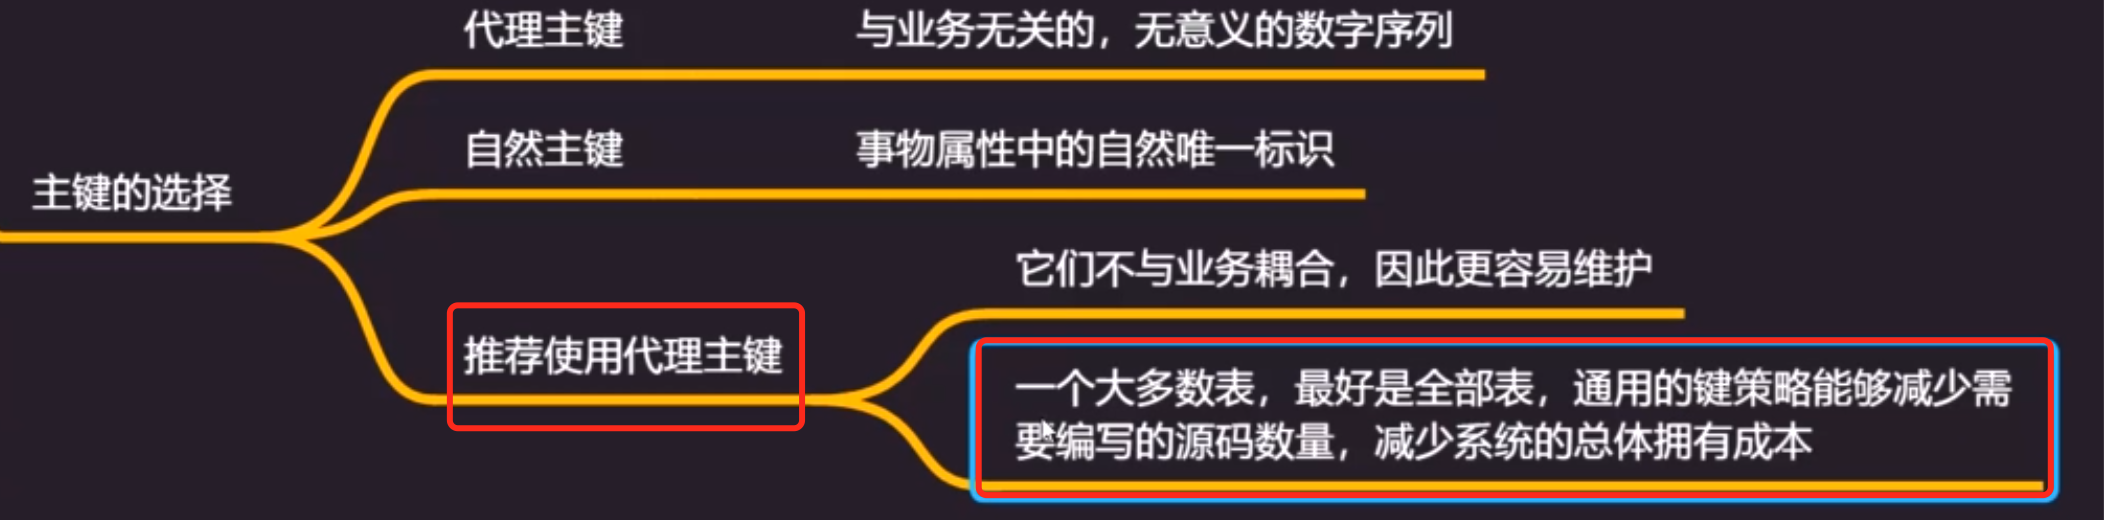 代理主键
与业务无关的，无意义的数字序列
自然主键
事物属性中的自然唯一标识
主键的选择
它们不与业务耦合，因此更容易维护
推荐使用代理主键
一个大多数表，最好是全部表，通用的键策略能够减少需
要编写的源码数量，减少系统的总体拥有成本